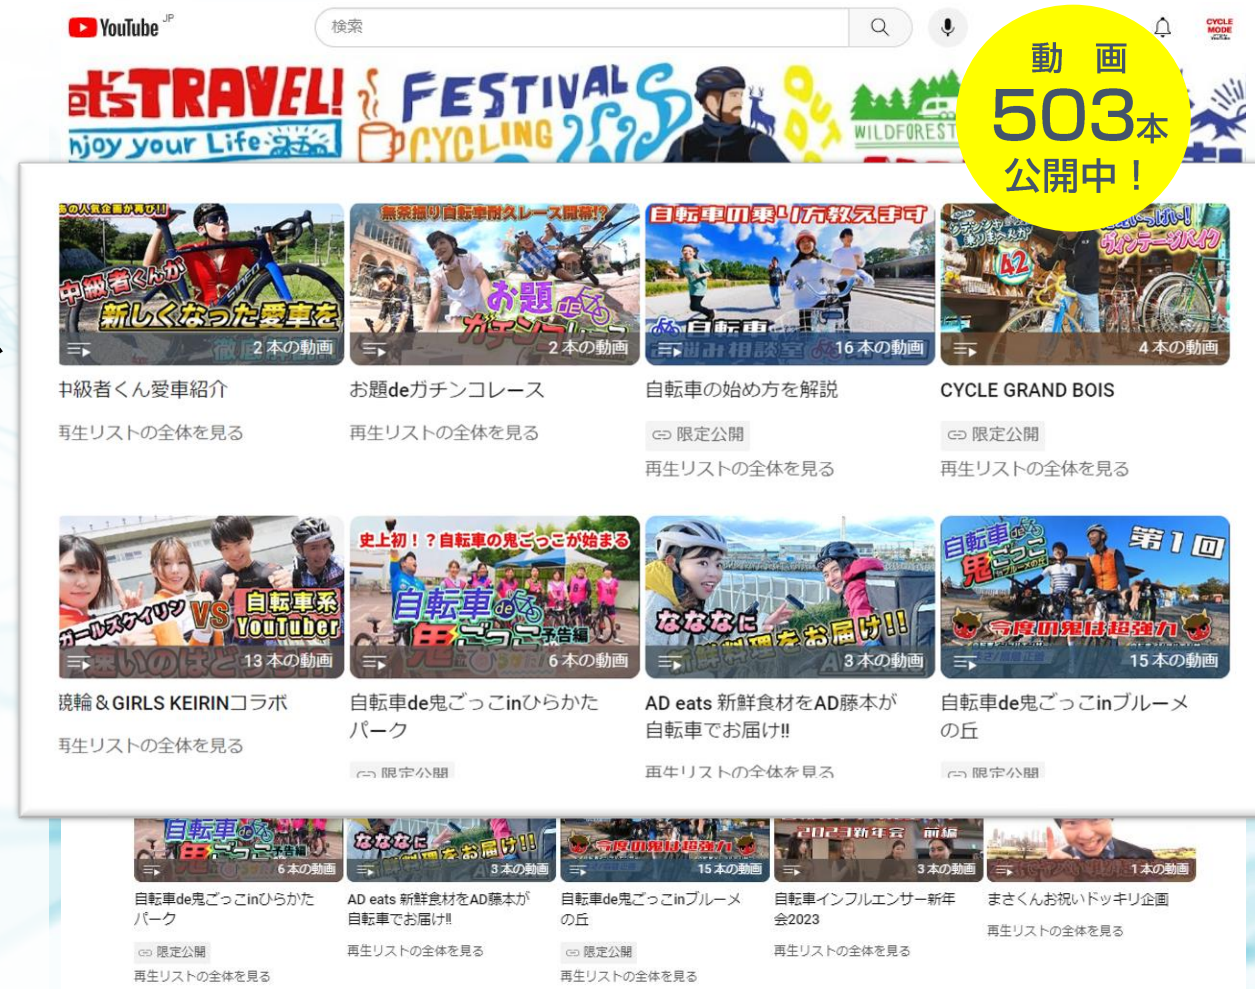 YouTube JP
検索
CYCLE
MODE
動 画
503本
公開中！
et'sTRAVEL!
njoy your Life
FESTIVAL
CYCLING
OUTD
WILDFOREST
あの人気企画が再び!!
中級者くんが
新しくなった愛車を
2 本の動画
無茶振り自転車耐久レース開幕!?
お題de
ガチンコレース
2 本の動画
自転車の乗り方教えます
自転車
お悩み相談室
16 本の動画
42
ヴィンテージバイク
4 本の動画
中級者くん愛車紹介
お題deガチンコレース
自転車の始め方を解説
CYCLE GRAND BOIS
再生リストの全体を見る
再生リストの全体を見る
限定公開
限定公開
再生リストの全体を見る
再生リストの全体を見る
ガールズケイリン VS 自転車系
YouTuber
速いのはどっち
13 本の動画
史上初！？自転車の鬼ごっこが始まる
自転車de
鬼ごっこ予告編
6 本の動画
なななに
新鮮料理をお届け!!
3 本の動画
自転車de
鬼ごっこ
inブルーメの丘
第1回
今度の鬼は超強力
15 本の動画
競輪＆GIRLS KEIRINコラボ
自転車de鬼ごっこinひらかた
パーク
AD eats 新鮮食材をAD藤本が
自転車でお届け!!
自転車de鬼ごっこinブルーメ
の丘
再生リストの全体を見る
限定公開
再生リストの全体を見る
限定公開
自転車de
鬼ごっこ予告編
6 本の動画
なななに
料理をお届け!!
3 本の動画
今度の鬼は超強力
15 本の動画
2023新年会 前編
3 本の動画
1 本の動画
自転車de鬼ごっこinひらかた
パーク
AD eats 新鮮食材をAD藤本が
自転車でお届け!!
自転車de鬼ごっこinブルーメ
の丘
自転車インフルエンサー新年
会2023
まさくんお祝いドッキリ企画
限定公開
再生リストの全体を見る
再生リストの全体を見る
限定公開
再生リストの全体を見る
再生リストの全体を見る
再生リストの全体を見る